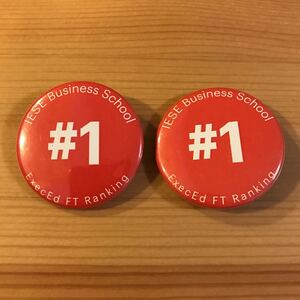 IESE Business School
#1
ExecEd FT Ranking
IESE Business School
#1
ExecEd FT Ranking